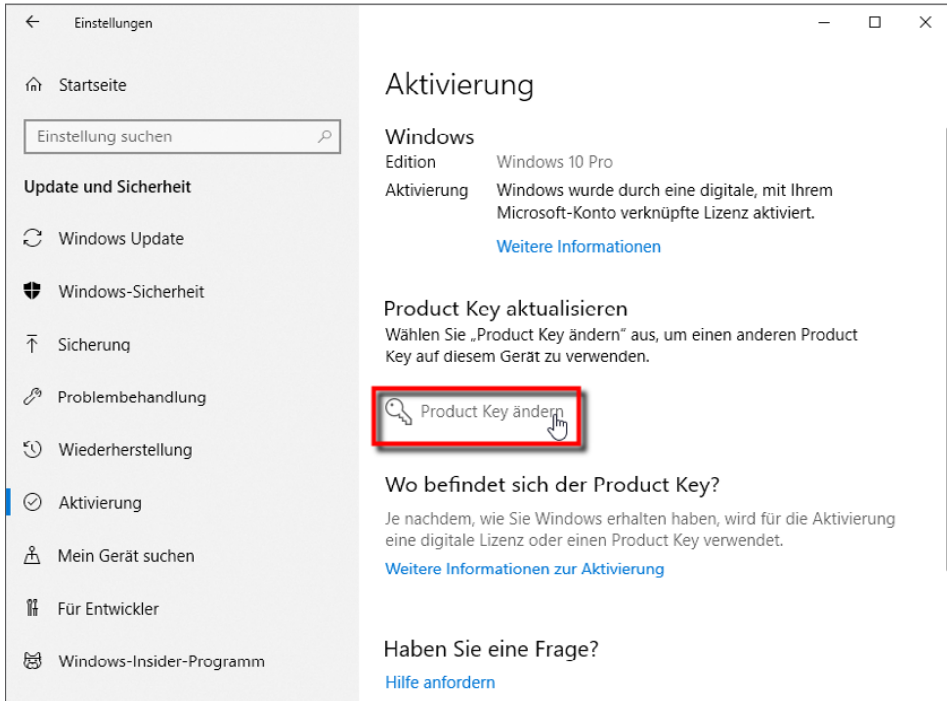 Einstellungen
Startseite
Einstellung suchen
Update und Sicherheit
Windows Update
Windows-Sicherheit
Sicherung
Problembehandlung
Wiederherstellung
Aktivierung
Mein Gerät suchen
Für Entwickler
Windows-Insider-Programm
Aktivierung
Windows
Edition Windows 10 Pro
Aktivierung Windows wurde durch eine digitale, mit Ihrem
Microsoft-Konto verknüpfte Lizenz aktiviert.
Weitere Informationen
Product Key aktualisieren
Wählen Sie „Product Key ändern“ aus, um einen anderen Product
Key auf diesem Gerät zu verwenden.
Product Key ändern
Wo befindet sich der Product Key?
Je nachdem, wie Sie Windows erhalten haben, wird für die Aktivierung
eine digitale Lizenz oder einen Product Key verwendet.
Weitere Informationen zur Aktivierung
Haben Sie eine Frage?
Hilfe anfordern